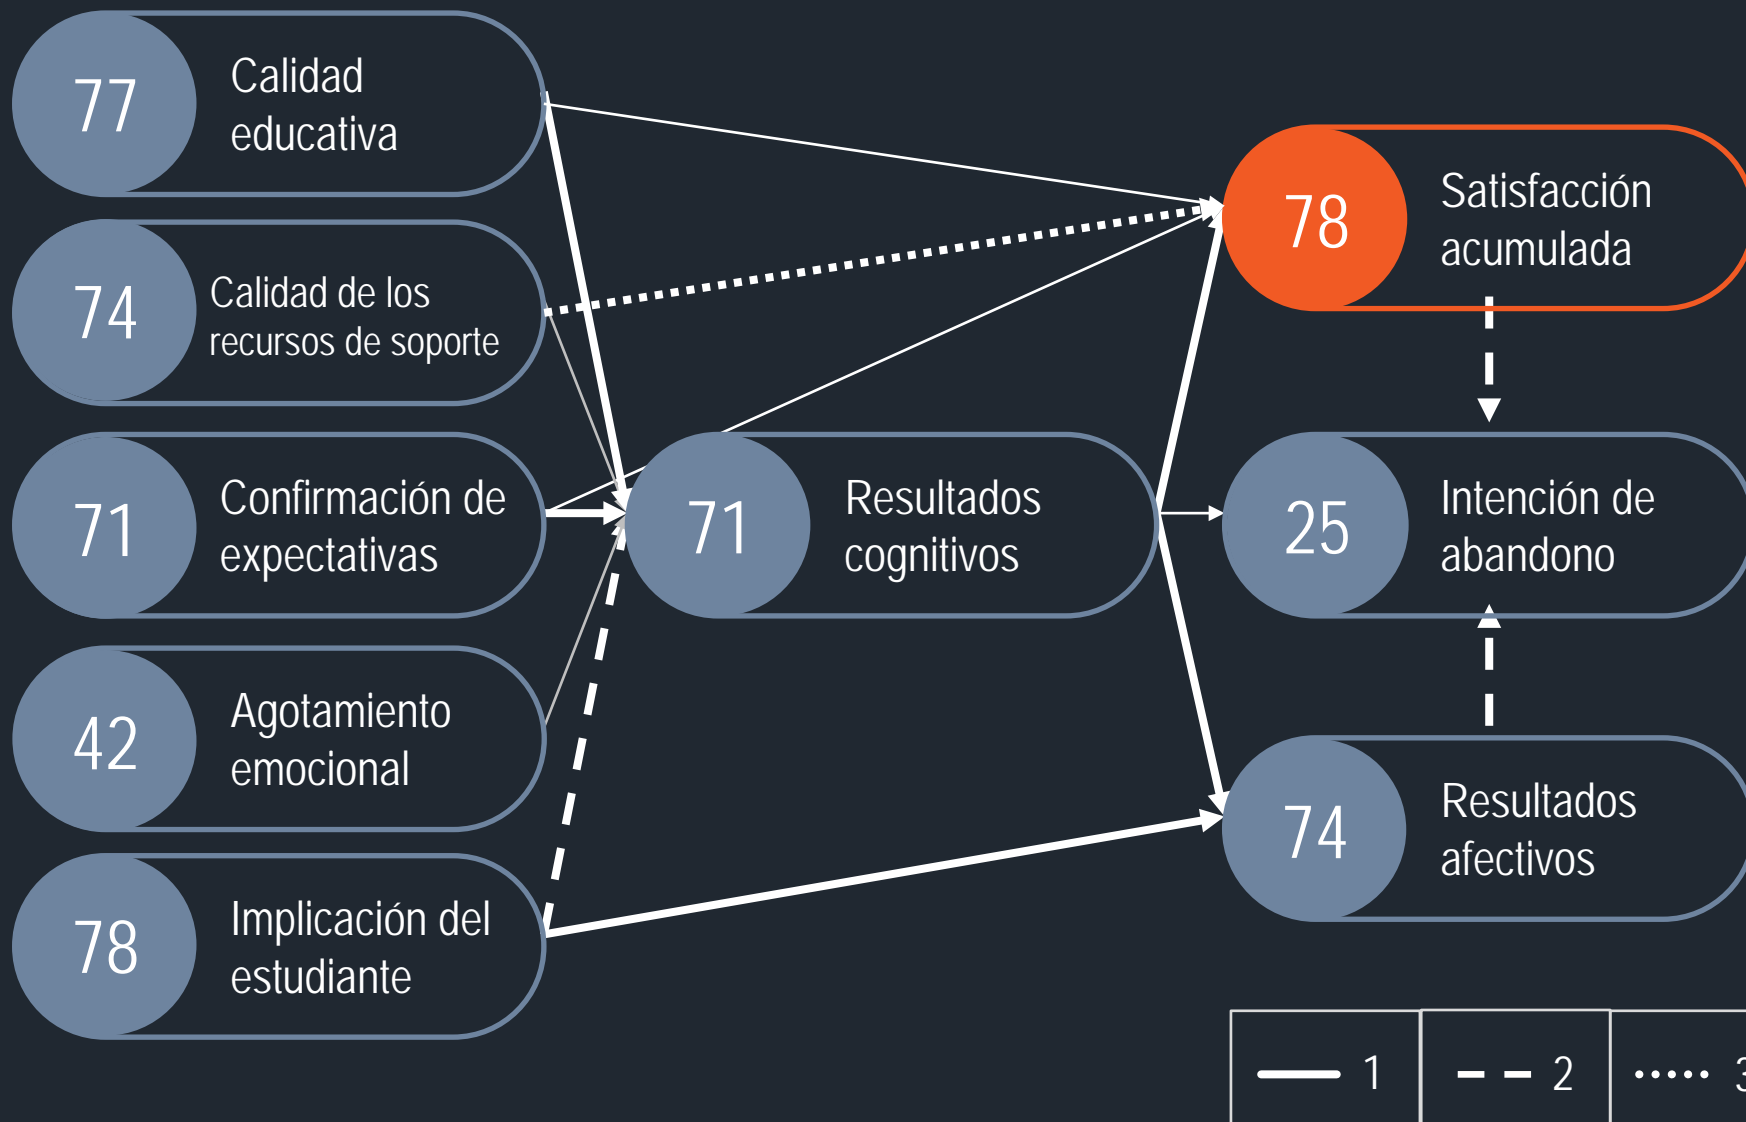 77
Calidad
educativa
74
Calidad de los
recursos de soporte
71
Confirmación de
expectativas
42
Agotamiento
emocional
78
Implicación del
estudiante
71
Resultados
cognitivos
78
Satisfacción
acumulada
25
Intención de
abandono
74
Resultados
afectivos
1
2
3